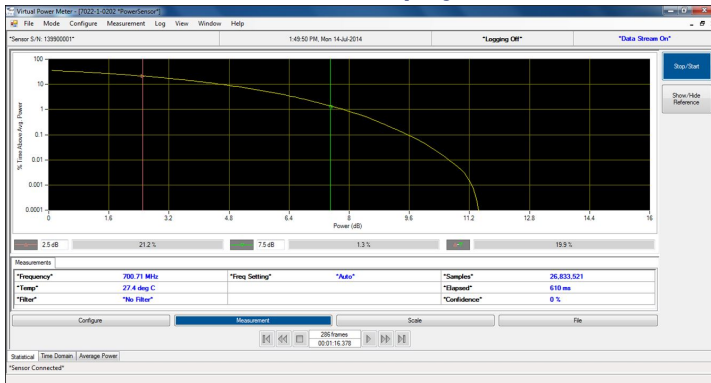 Virtual Power Meter - [7022-1-0202 *PowerSensor*]
File Mode Configure Measurement Log View Window Help
"Sensor S/N: 139900001" 1:49:50 PM, Mon 14-Jul-2014 "Logging Off" "Data Stream On"
Stop/Start
Show/Hide
Reference
% Time Above Avg. Power
100
10
1
0.1
0.01
0.001
0.0001
0 1.6 3.2 4.8 6.4 8 9.6 11.2 12.8 14.4 16
Power (dB)
2.5 dB 21.2 % 7.5 dB 1.3 % 19.9 %
Measurements
"Frequency" 700.71 MHz "Freq Setting" "Auto" "Samples" 26,833,521
"Temp" 27.4 deg C "Elapsed" 610 ms
"Filter" "No Filter" "Confidence" 0 %
Configure Measurement Scale File
286 frames
00:01:16.378
Statistical Time Domain Average Power
"Sensor Connected"